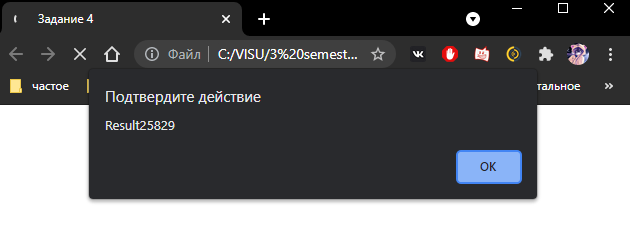 Задание 4
Файл C:/VISU/3%20semest...
частое
тальное
Подтвердите действие
Result25829
OK